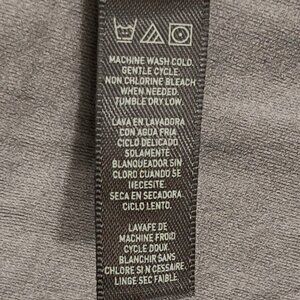 MACHINE WASH COLD.
GENTLE CYCLE.
NON CHLORINE BLEACH
WHEN NEEDED.
TUMBLE DRY LOW.
LAVA EN LAVADORA
CON AGUA FRIA
CICLO DELICADO
SOLAMENTE
BLANQUEADOR SIN
CLORO CUANDO SE
IIECESITE.
SECA EN SECADORA.
CICLO LENTO.
LAVAFE DE
MACHINE FROID
CYCLE DOUX
BLANCHIR SANS
CHLORE SI N CESSAIRE.
LINGE SEC FAIBLE.